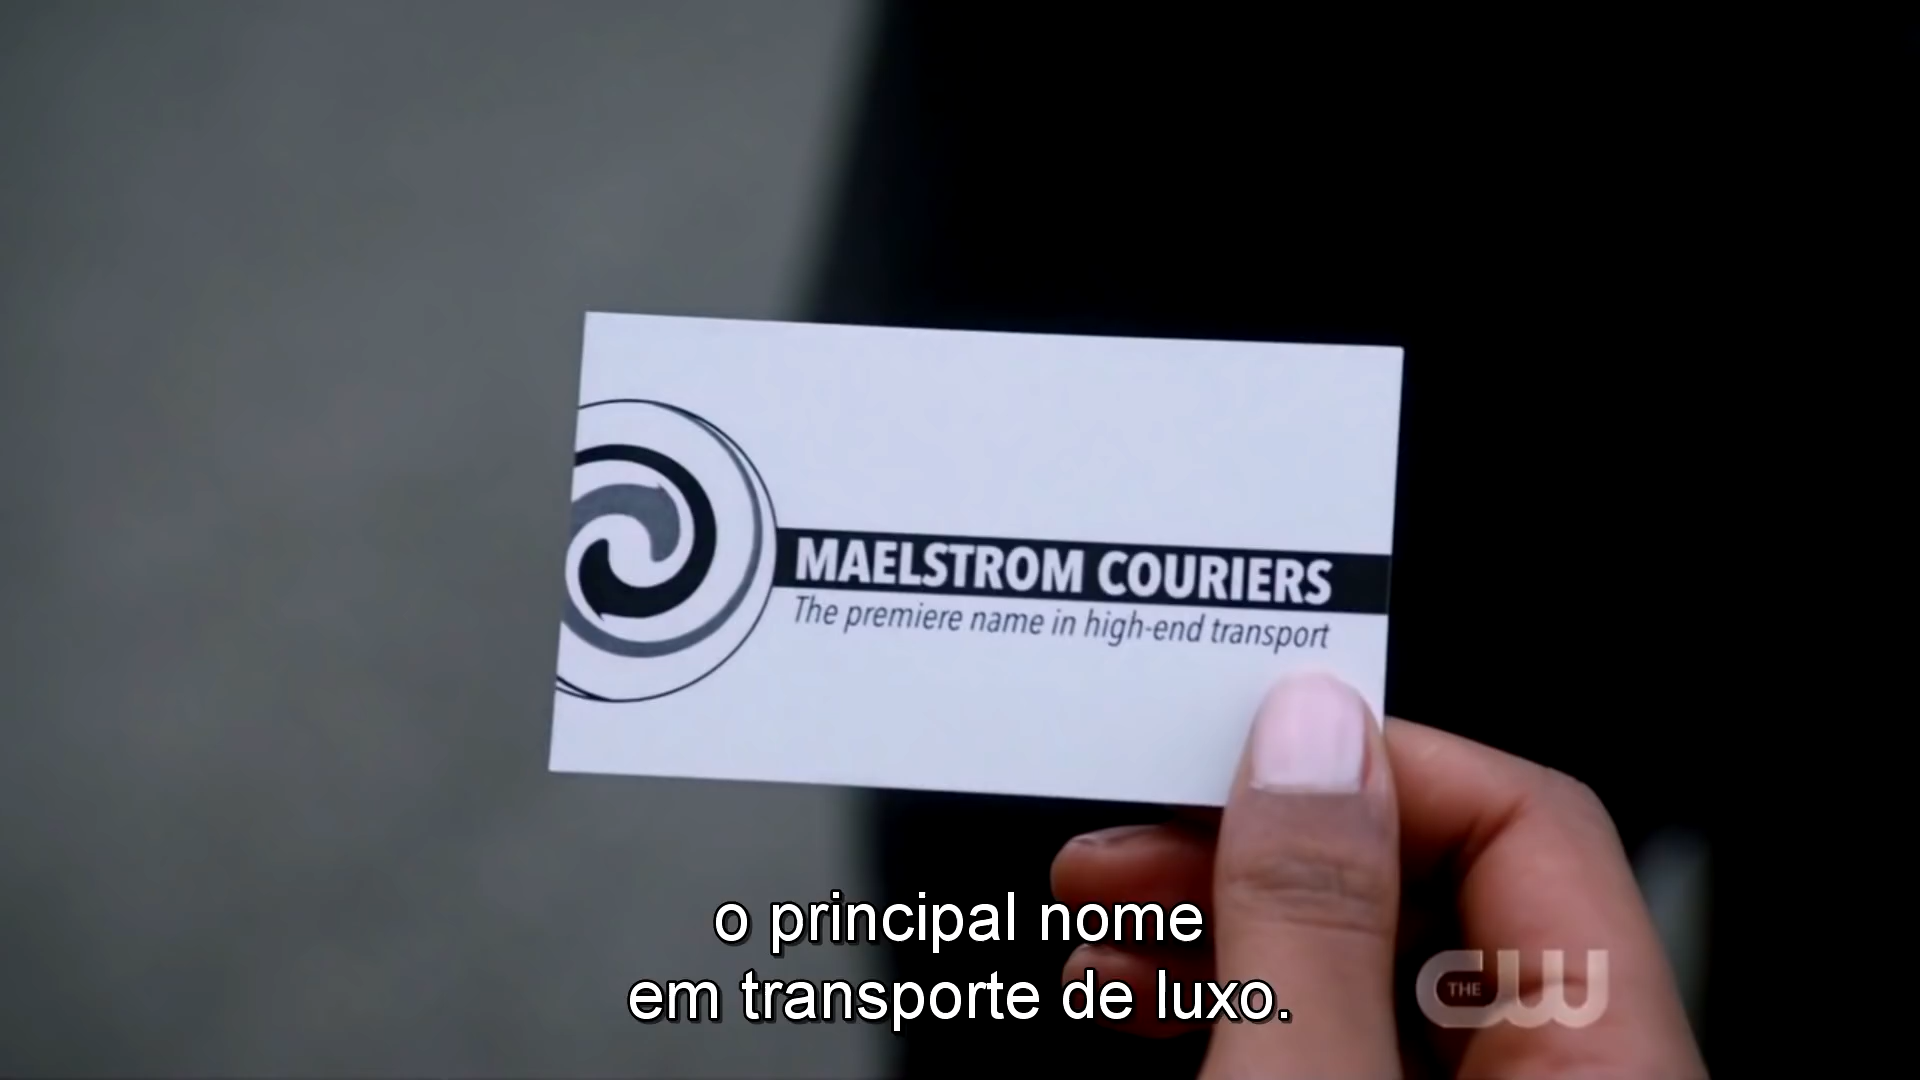 MAELSTROM COURIERS
The premiere name in high-end transport
o principal nome
em transporte de luxo.
THE CW